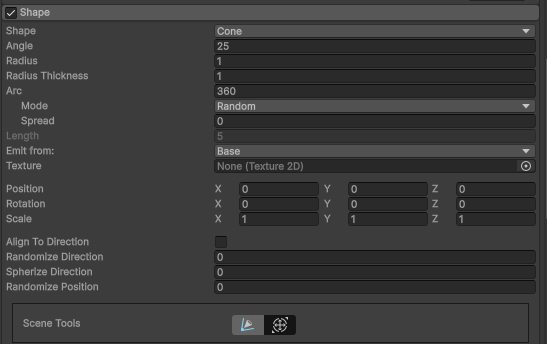 Shape
Shape Cone
Angle 25
Radius 1
Radius Thickness 1
Arc 360
Mode Random
Spread 0
Length 5
Emit from: Base
Texture None (Texture 2D)
Position X 0 Y 0 Z 0
Rotation X 0 Y 0 Z 0
Scale X 1 Y 1 Z 1
Align To Direction
Randomize Direction 0
Spherize Direction 0
Randomize Position 0
Scene Tools